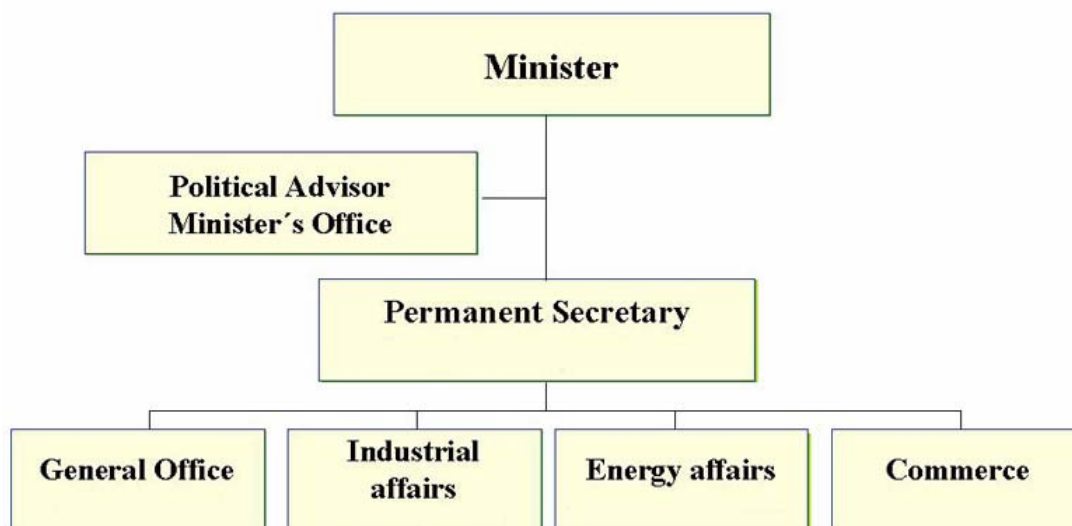 Minister
Political Advisor
Minister´s Office
Permanent Secretary
General Office
Industrial
affairs
Energy affairs
Commerce